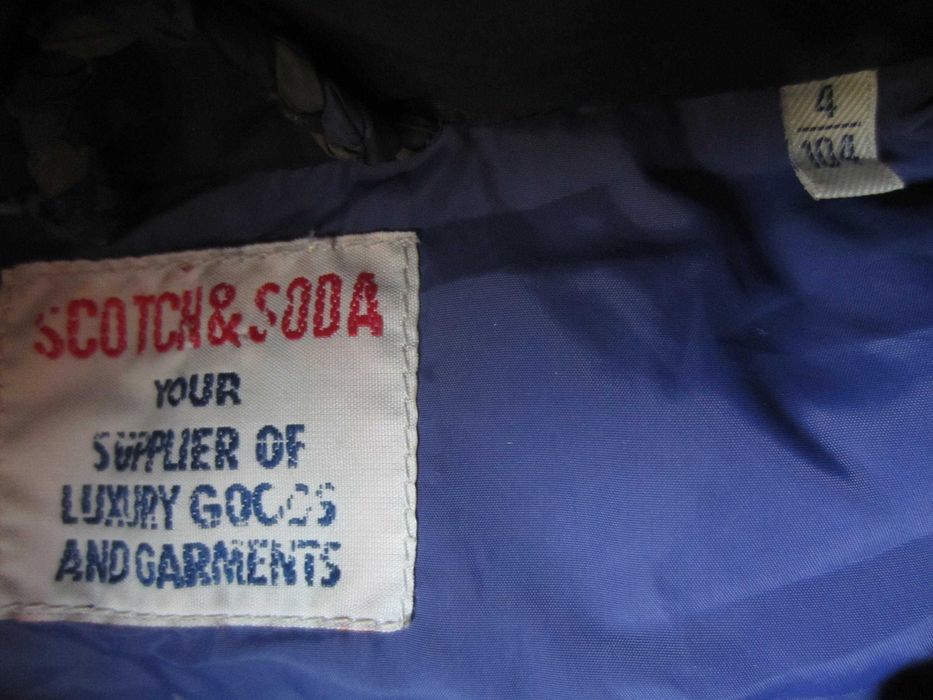 4
104
SCOTCH&SODA
YOUR
SUPPLIER OF
LUXURY GOODS
AND GARMENTS